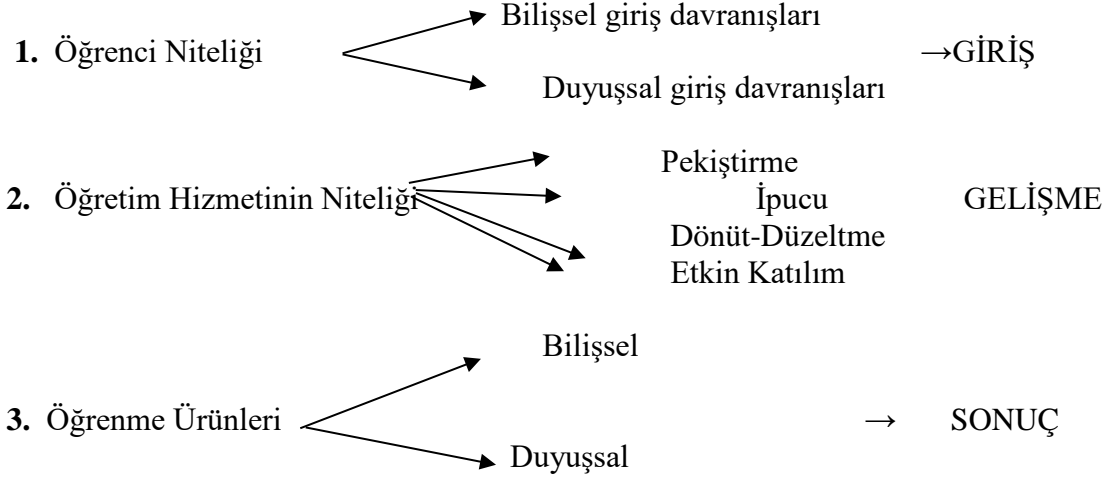 Bilişsel giriş davranışları
1. Öğrenci Niteliği →GİRİŞ
Duyuşsal giriş davranışları
Pekiştirme
2. Öğretim Hizmetinin Niteliği İpucu GELİŞME
Dönüt-Düzeltme
Etkin Katılım
Bilişsel
3. Öğrenme Ürünleri → SONUÇ
Duyuşsal